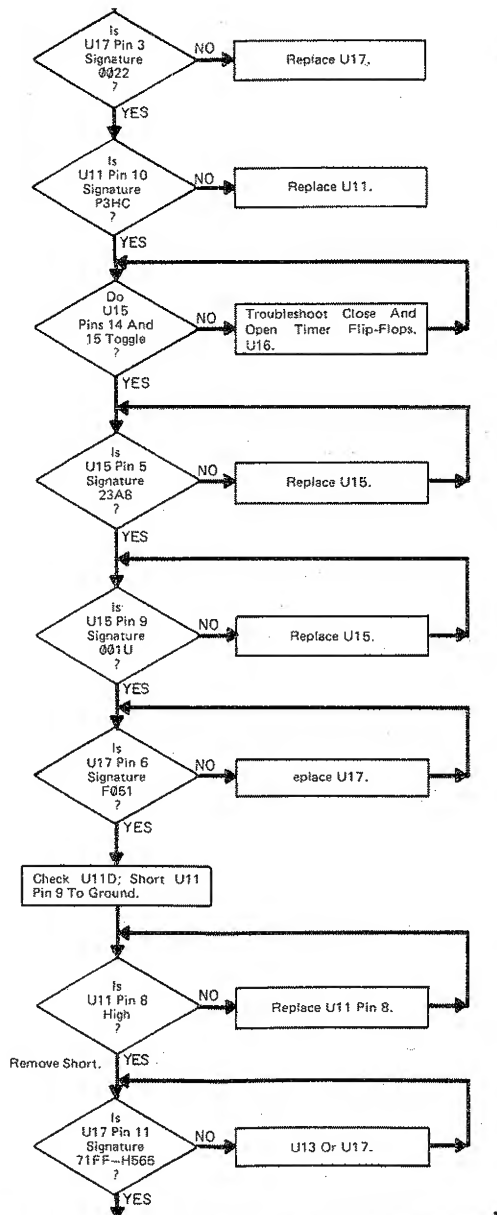 Is
U17 Pin 3
Signature
0022
?
NO
Replace U17.
YES
Is
U11 Pin 10
Signature
P3HC
?
NO
Replace U11.
YES
Do
U15
Pins 14 And
15 Toggle
?
NO
Troubleshoot Close And
Open Timer Flip-Flops,
U16.
YES
Is
U15 Pin 5
Signature
23A8
?
NO
Replace U15.
YES
Is
U15 Pin 9
Signature
001U
?
NO
Replace U15.
YES
Is
U17 Pin 6
Signature
F051
?
NO
eplace U17.
YES
Check U11D; Short U11
Pin 9 To Ground.
Is
U11 Pin 8
High
?
NO
Replace U11 Pin 8.
Remove Short.
YES
Is
U17 Pin 11
Signature
71FF–H565
?
NO
U13 Or U17.
YES